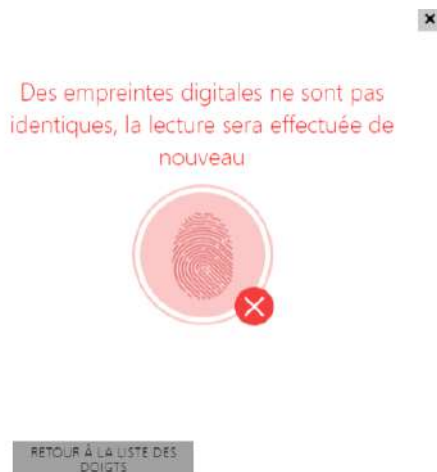 Des empreintes digitales ne sont pas
identiques, la lecture sera effectuée de
nouveau
RETOUR À LA LISTE DES
DOIGTS